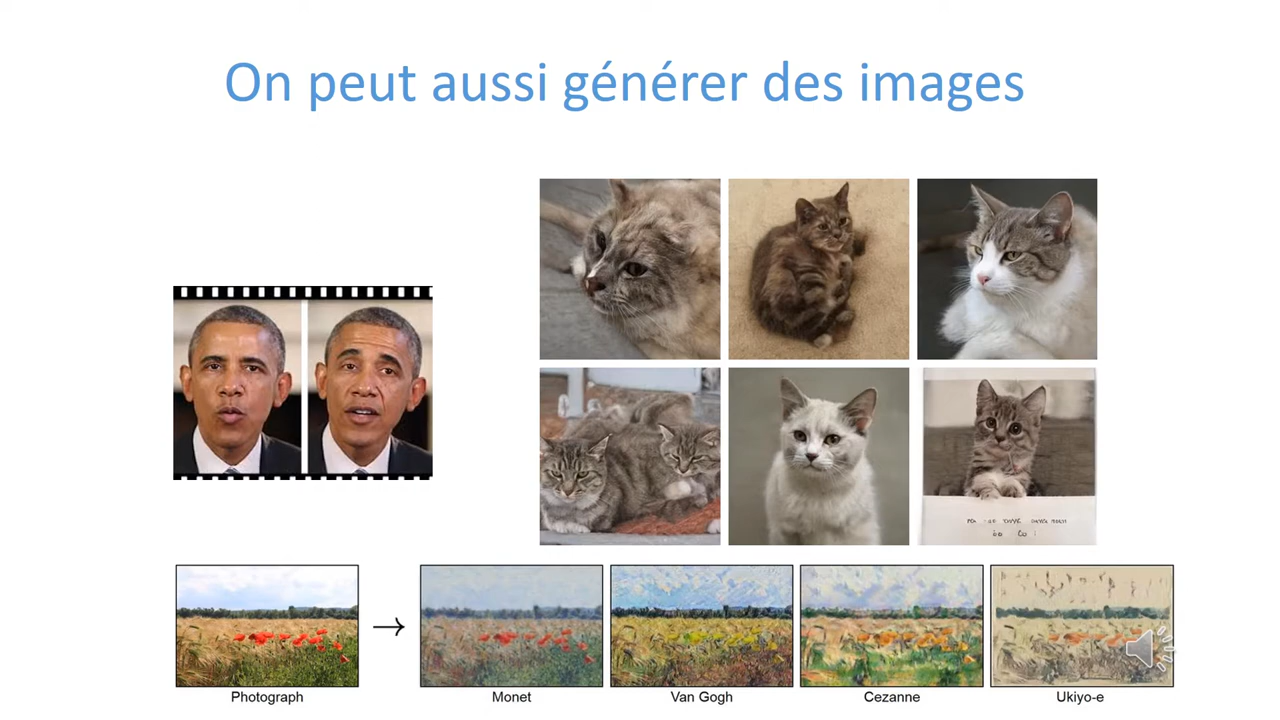 On peut aussi générer des images
Photograph
Monet
Van Gogh
Cezanne
Ukiyo-e